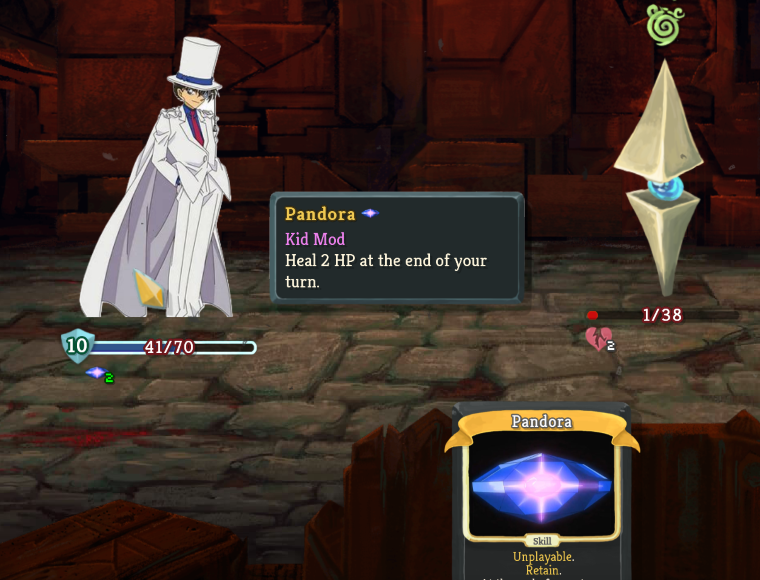 Pandora
Kid Mod
Heal 2 HP at the end of your
turn.
1/38
2
10
41/70
2
Pandora
Skill
Unplayable.
Retain.